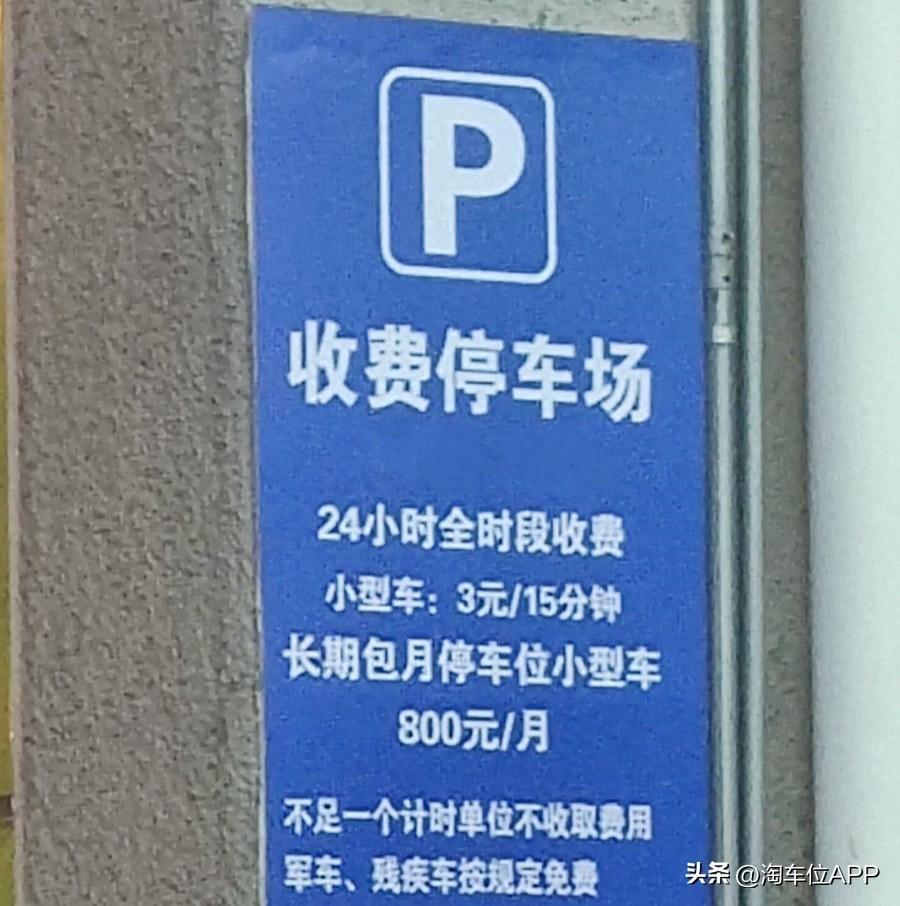 P
收费停车场
24小时全时段收费
小型车：3元/15分钟
长期包月停车位小型车
800元/月
不足一个计时单位不收取费用
军车、残疾车按规定免费
头条 @淘车位APP